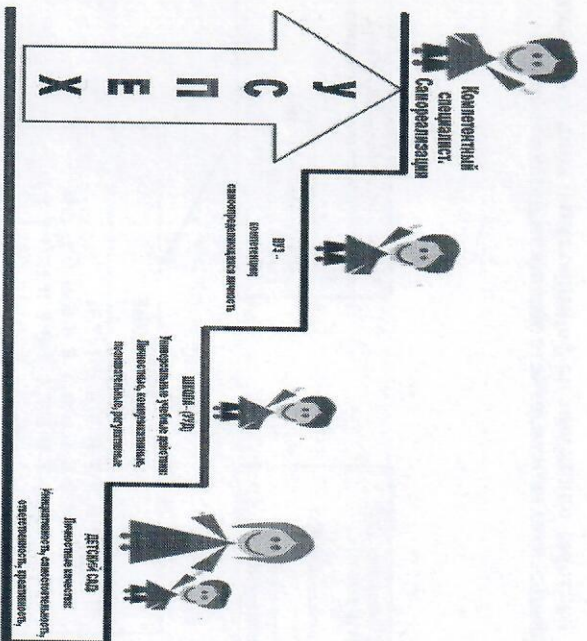 Компетентный
специалист.
Самореализация
У
С
П
Е
Х
ВУЗ –
компетенции,
самоопределяющаяся личность
ШКОЛА - (УУД)
Универсальные учебные действия:
Личностные, коммуникативные,
познавательные, регулятивные
ДЕТСКИЙ САД
Личностные качества:
Инициативность, самостоятельность,
ответственность, креативность,